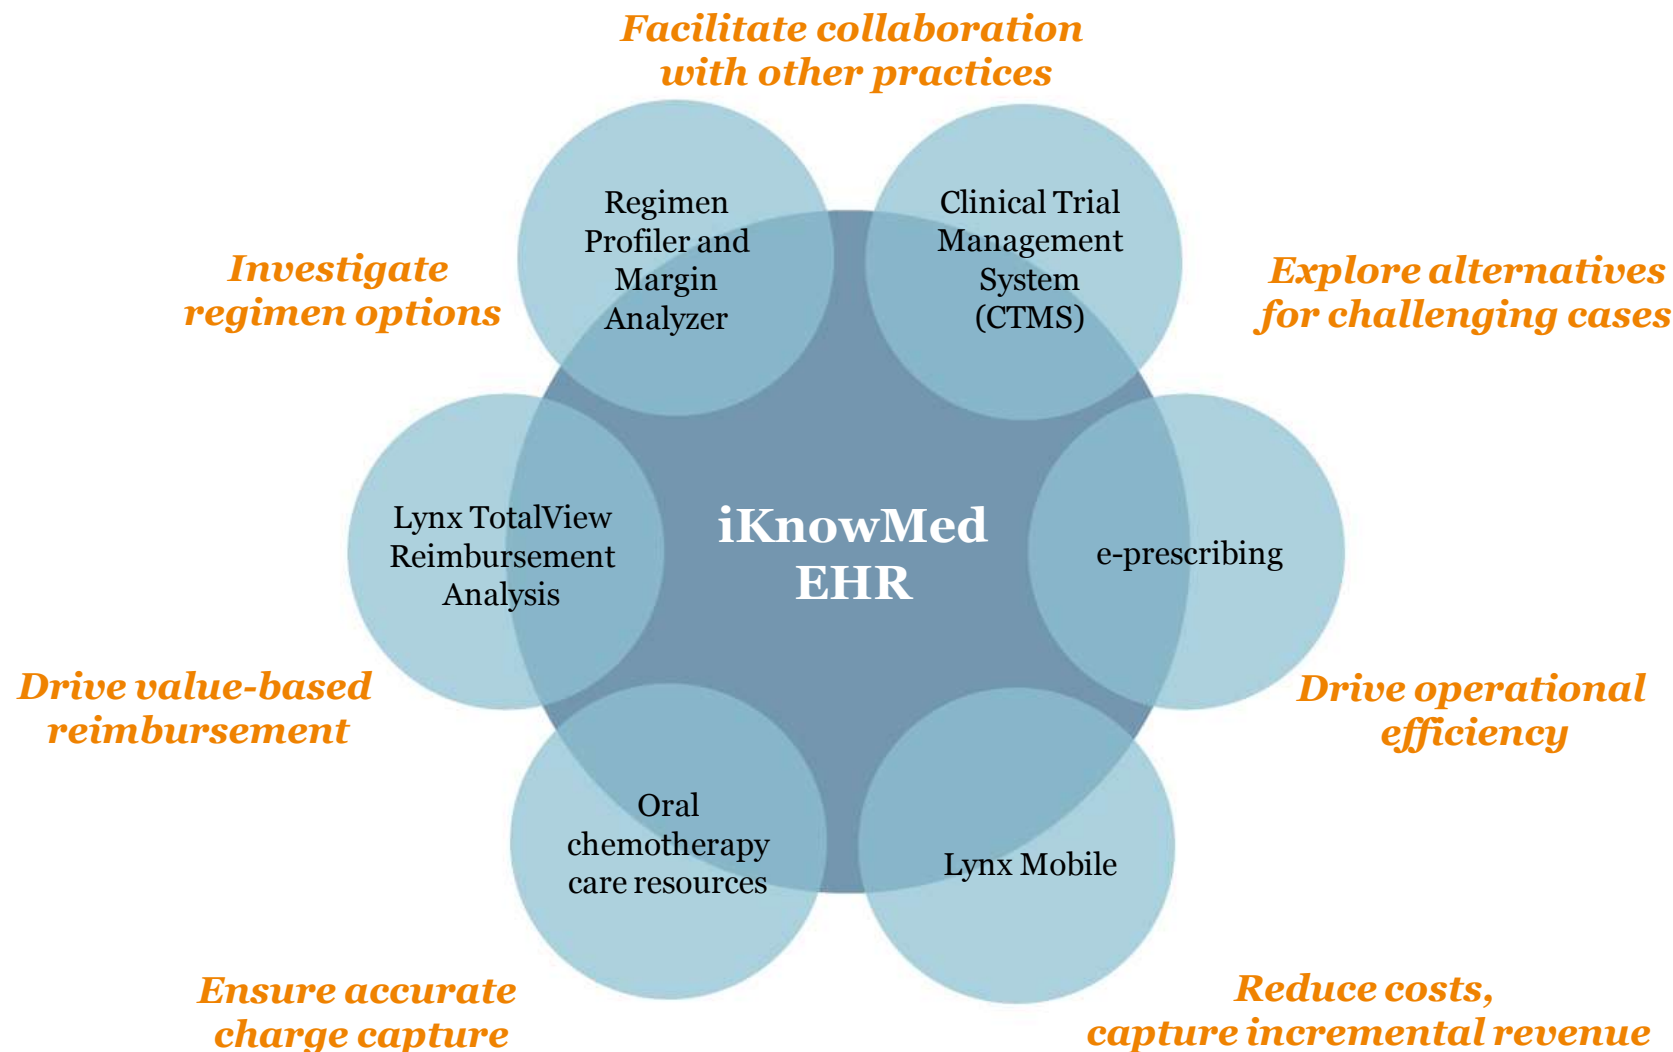 Facilitate collaboration
with other practices
Regimen
Profiler and
Margin
Analyzer
Clinical Trial
Management
System
(CTMS)
Investigate
regimen options
Explore alternatives
for challenging cases
Lynx TotalView
Reimbursement
Analysis
iKnowMed
EHR
e-prescribing
Drive value-based
reimbursement
Drive operational
efficiency
Oral
chemotherapy
care resources
Lynx Mobile
Ensure accurate
charge capture
Reduce costs,
capture incremental revenue